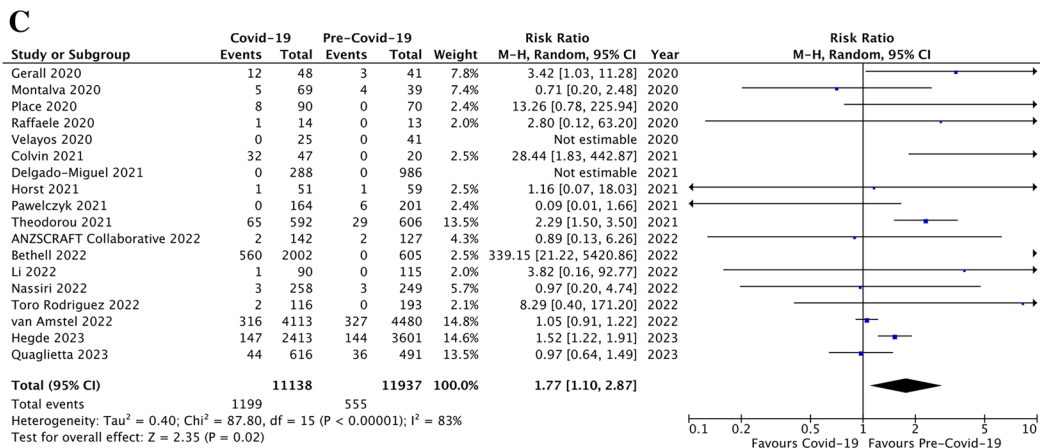 C
Covid-19 Pre-Covid-19 Risk Ratio Risk Ratio
Study or Subgroup Events Total Events Total Weight M-H, Random, 95% CI Year M-H, Random, 95% CI
Gerall 2020 12 48 3 41 7.8% 3.42 [1.03, 11.28] 2020
Montalva 2020 5 69 4 39 7.4% 0.71 [0.20, 2.48] 2020
Place 2020 8 90 0 70 2.4% 13.26 [0.78, 225.94] 2020
Raffaele 2020 1 14 0 13 2.0% 2.80 [0.12, 63.20] 2020
Velayos 2020 0 25 0 41 Not estimable 2020
Colvin 2021 32 47 0 20 2.5% 28.44 [1.83, 442.87] 2021
Delgado-Miguel 2021 0 288 0 986 Not estimable 2021
Horst 2021 1 51 1 59 2.5% 1.16 [0.07, 18.03] 2021
Pawelczyk 2021 0 164 6 201 2.4% 0.09 [0.01, 1.66] 2021
Theodorou 2021 65 592 29 606 13.5% 2.29 [1.50, 3.50] 2021
ANZSCRAFT Collaborative 2022 2 142 2 127 4.3% 0.89 [0.13, 6.26] 2022
Bethell 2022 560 2002 0 605 2.5% 339.15 [21.22, 5420.86] 2022
Li 2022 1 90 0 115 2.0% 3.82 [0.16, 92.77] 2022
Nassiri 2022 3 258 3 249 5.7% 0.97 [0.20, 4.74] 2022
Toro Rodriguez 2022 2 116 0 193 2.1% 8.29 [0.40, 171.20] 2022
van Amstel 2022 316 4113 327 4480 14.8% 1.05 [0.91, 1.22] 2022
Hegde 2023 147 2413 144 3601 14.3% 1.52 [1.22, 1.91] 2023
Quaglietta 2023 44 616 36 491 13.5% 0.97 [0.64, 1.49] 2023
Total (95% CI) 11138 11937 100.0% 1.77 [1.10, 2.87]
Total events 1199 555
Heterogeneity: Tau² = 0.40; Chi² = 87.80, df = 15 (P < 0.00001); I² = 83%
Test for overall effect: Z = 2.35 (P = 0.02)
0.1 0.2 0.5 1 2 5 10
Favours Covid-19 Favours Pre-Covid-19